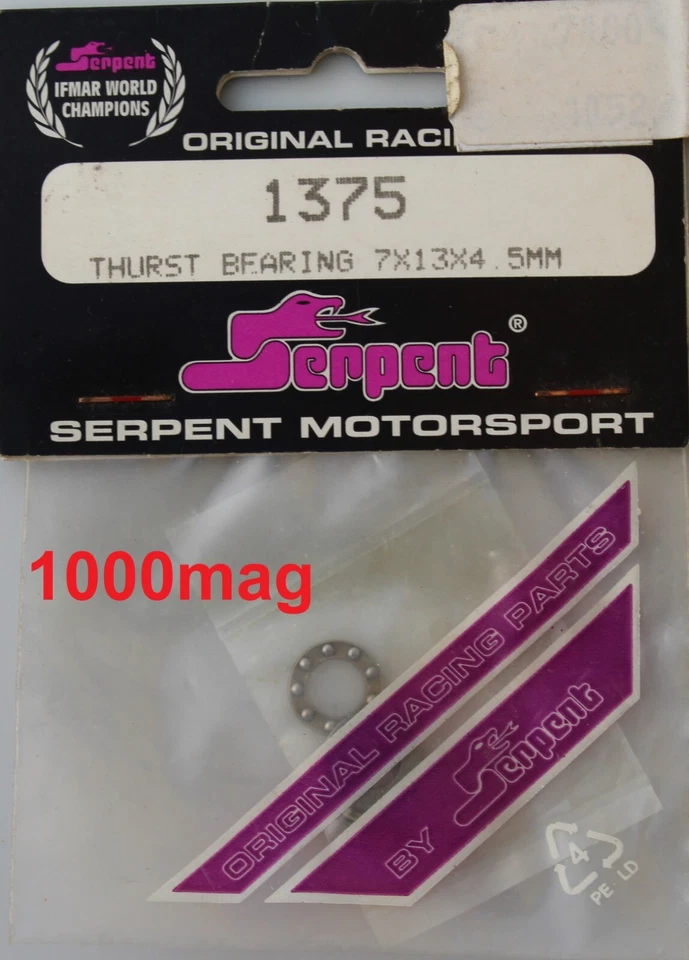 Serpent
IFMAR WORLD
CHAMPIONS
ORIGINAL RACI
1375
THURST BEARING 7X13X4.5MM
Serpent®
SERPENT MOTORSPORT
1000mag
ORIGINAL RACING PARTS
BY Serpent
4
PE-LD